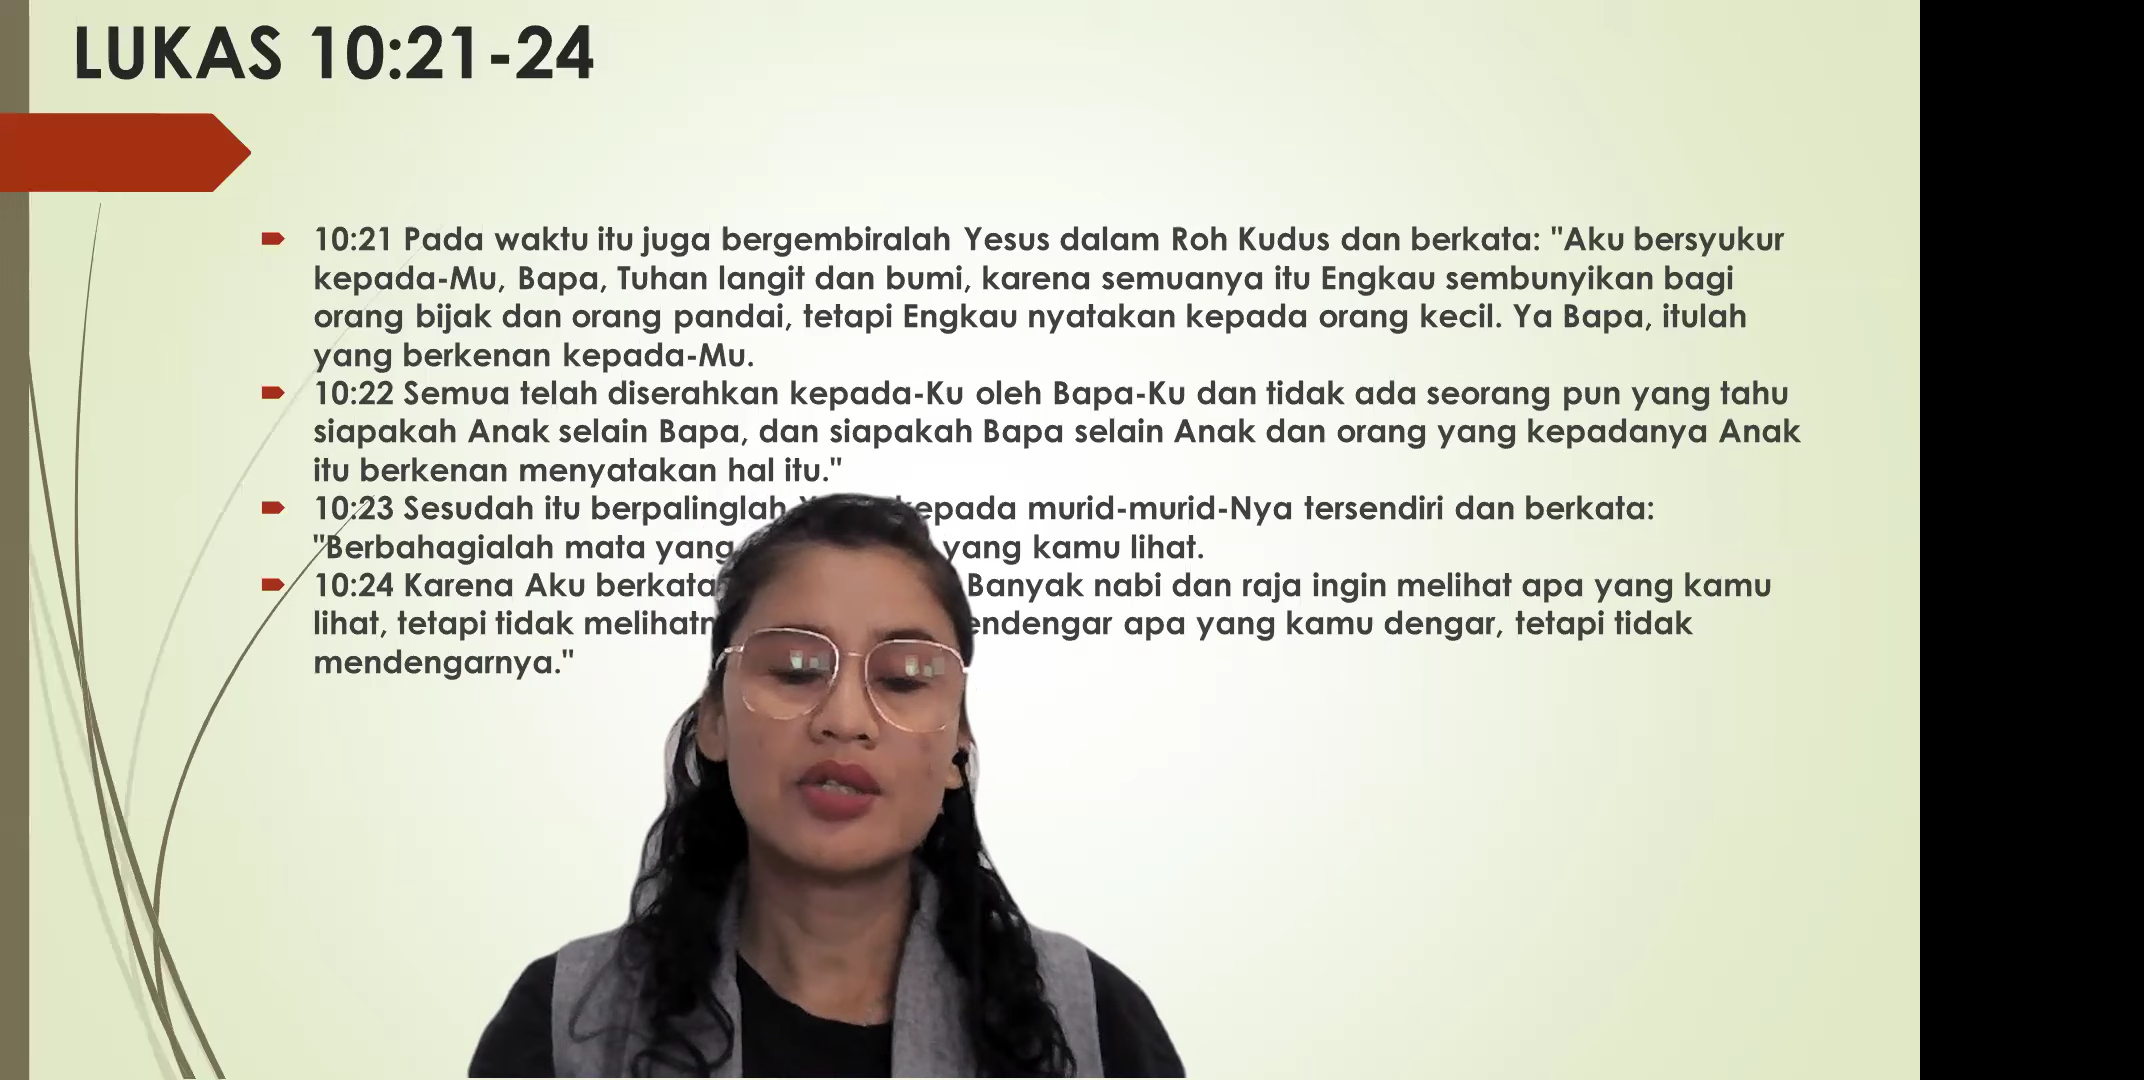 LUKAS 10:21-24
10:21 Pada waktu itu juga bergembiralah Yesus dalam Roh Kudus dan berkata: "Aku bersyukur
kepada-Mu, Bapa, Tuhan langit dan bumi, karena semuanya itu Engkau sembunyikan bagi
orang bijak dan orang pandai, tetapi Engkau nyatakan kepada orang kecil. Ya Bapa, itulah
yang berkenan kepada-Mu.
10:22 Semua telah diserahkan kepada-Ku oleh Bapa-Ku dan tidak ada seorang pun yang tahu
siapakah Anak selain Bapa, dan siapakah Bapa selain Anak dan orang yang kepadanya Anak
itu berkenan menyatakan hal itu."
10:23 Sesudah itu berpalinglah murid-murid-Nya tersendiri dan berkata:
"Berbahagialah mata yang yang kamu lihat.
10:24 Karena Aku berkata Banyak nabi dan raja ingin melihat apa yang kamu
lihat, tetapi tidak apa yang kamu dengar, tetapi tidak
mendengarnya."